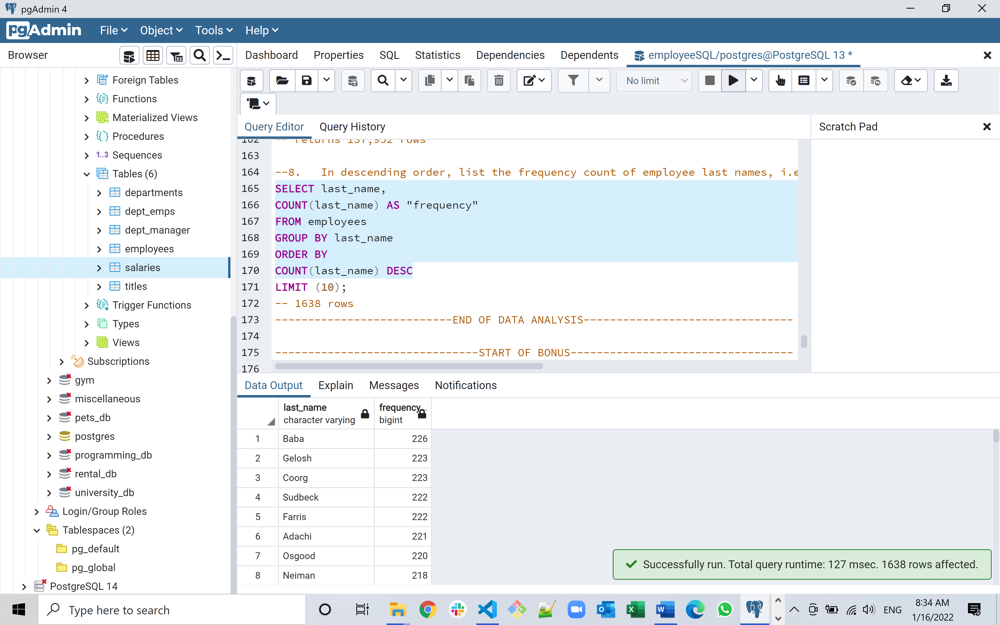 pgAdmin 4
pgAdmin File Object Tools Help
Browser
Dashboard Properties SQL Statistics Dependencies Dependents employeeSQL/postgres@PostgreSQL 13 *
No limit
Foreign Tables
Functions
Materialized Views
Procedures
1..3 Sequences
Tables (6)
departments
dept_emps
dept_manager
employees
salaries
titles
Trigger Functions
Types
Views
Subscriptions
gym
miscellaneous
pets_db
postgres
programming_db
rental_db
university_db
Login/Group Roles
Tablespaces (2)
pg_default
pg_global
PostgreSQL 14
Query Editor Query History
Scratch Pad
162 -- returns 137,952 rows
163
164 --8. In descending order, list the frequency count of employee last names, i.e
165 SELECT last_name,
166 COUNT(last_name) AS "frequency"
167 FROM employees
168 GROUP BY last_name
169 ORDER BY
170 COUNT(last_name) DESC
171 LIMIT (10);
172 -- 1638 rows
173 ---------------------------END OF DATA ANALYSIS--------------------------------
174
175 -------------------------------START OF BONUS----------------------------------
176
Data Output Explain Messages Notifications
last_name frequency
character varying bigint
1 Baba 226
2 Gelosh 223
3 Coorg 223
4 Sudbeck 222
5 Farris 222
6 Adachi 221
7 Osgood 220
8 Neiman 218
Successfully run. Total query runtime: 127 msec. 1638 rows affected.
Type here to search
ENG
8:34 AM
1/16/2022